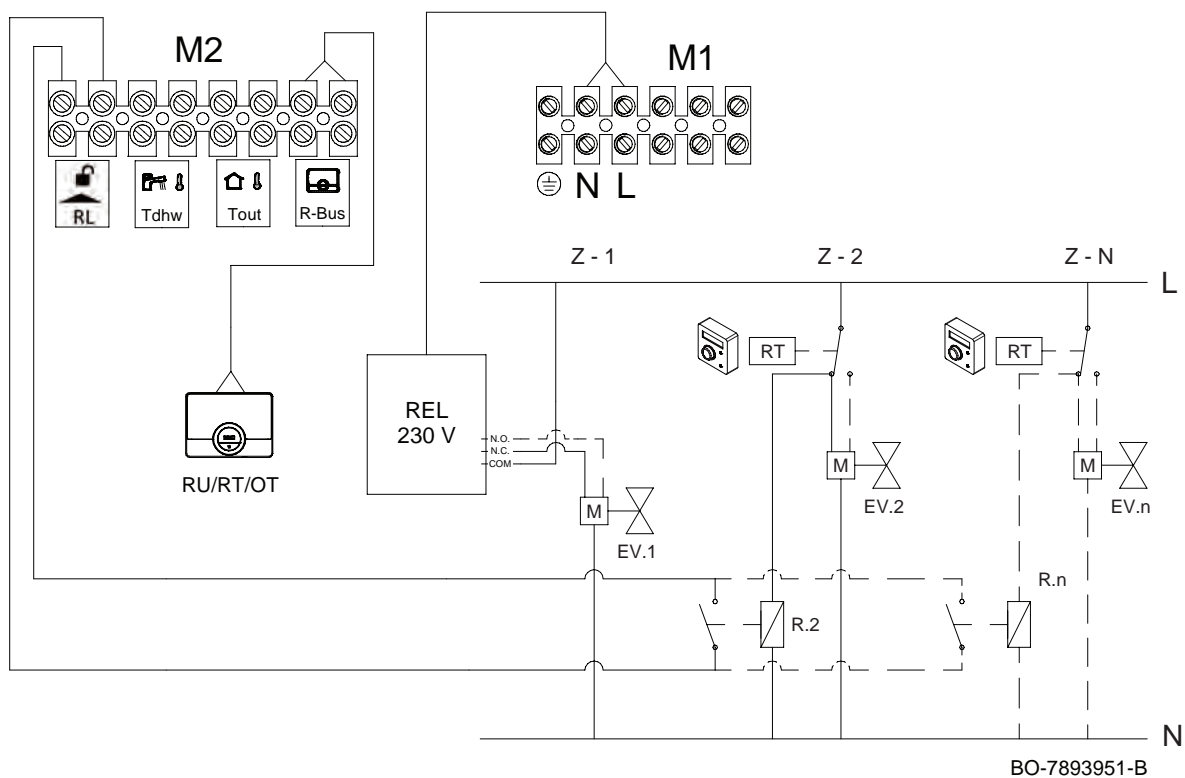 M2
M1
RL
Tdhw
Tout
R-Bus
N L
Z - 1
Z - 2
Z - N
L
RT
RT
REL
230 V
N.O.
N.C.
COM
RU/RT/OT
M
EV.1
M
EV.2
M
EV.n
R.2
R.n
N
BO-7893951-B